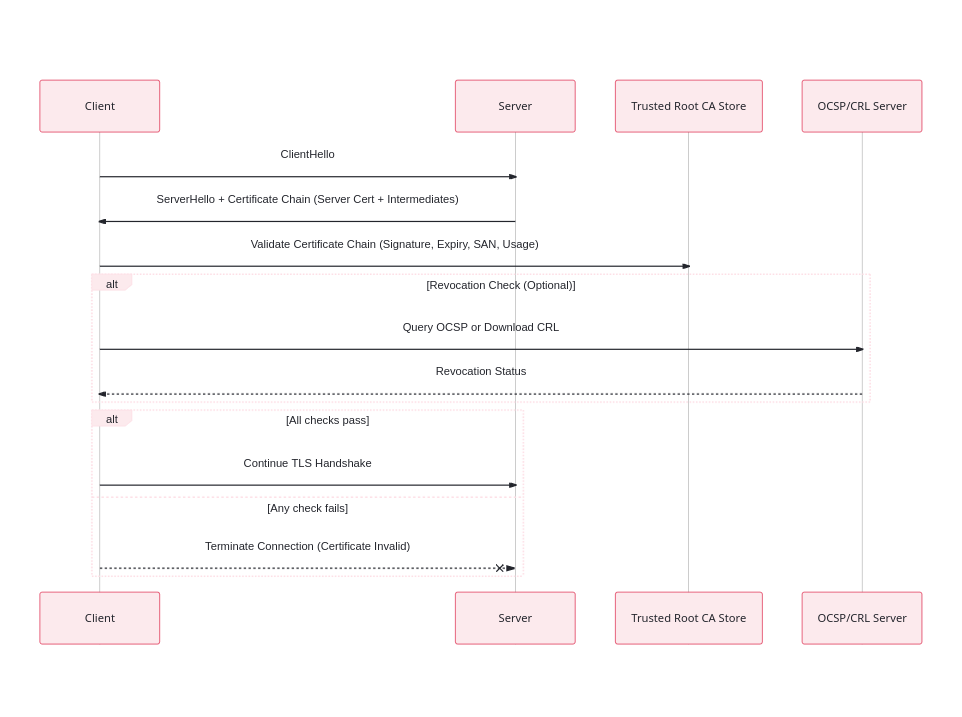 Client
Server
Trusted Root CA Store
OCSP/CRL Server
ClientHello
ServerHello + Certificate Chain (Server Cert + Intermediates)
Validate Certificate Chain (Signature, Expiry, SAN, Usage)
alt
[Revocation Check (Optional)]
Query OCSP or Download CRL
Revocation Status
alt
[All checks pass]
Continue TLS Handshake
[Any check fails]
Terminate Connection (Certificate Invalid)
Client
Server
Trusted Root CA Store
OCSP/CRL Server